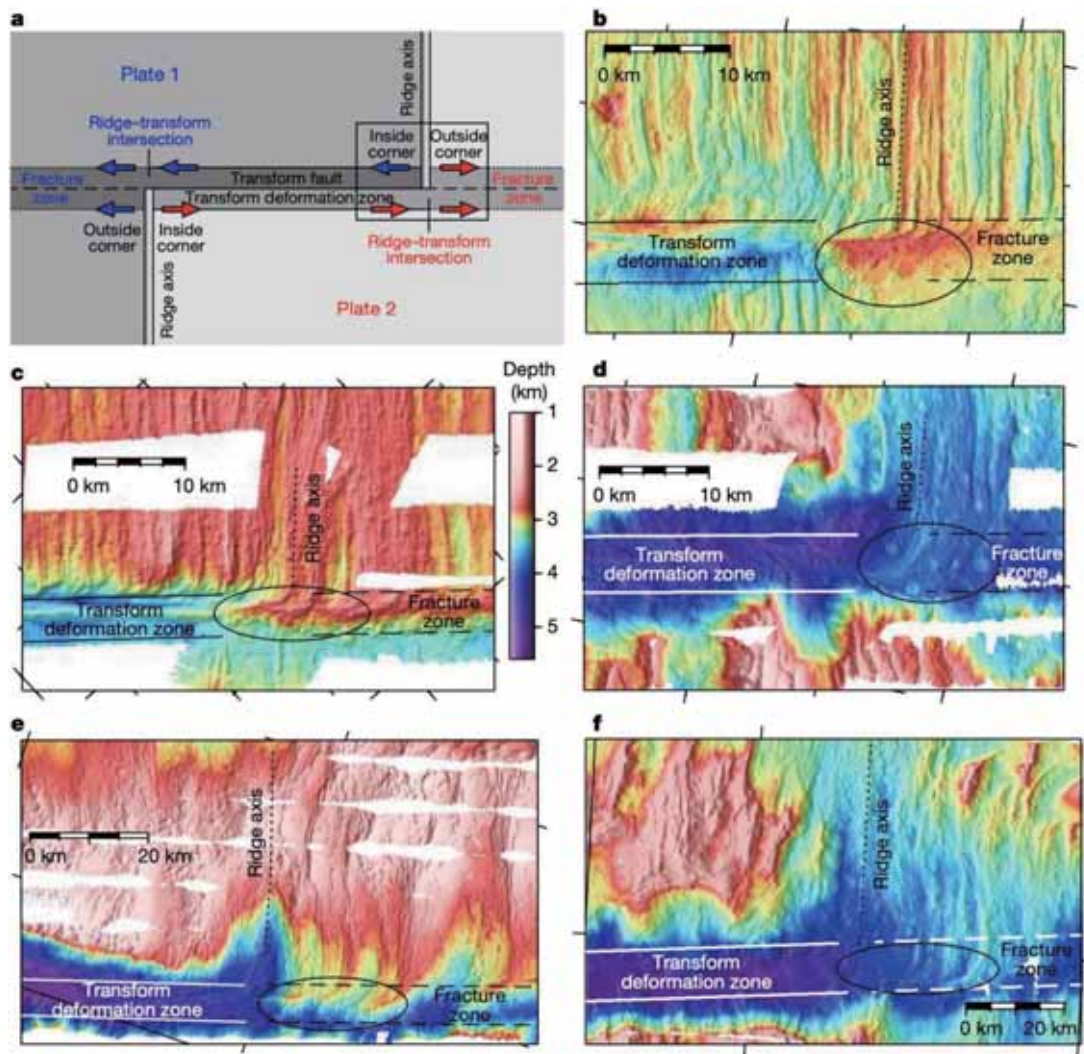 a
Plate 1
Ridge axis
Ridge–transform
intersection
Inside
corner
Outside
corner
Fracture
zone
Transform fault
Transform deformation zone
Fracture
zone
Outside
corner
Inside
corner
Ridge–transform
intersection
Ridge axis
Plate 2
b
0 km
10 km
Ridge axis
Transform
deformation zone
Fracture
zone
c
0 km
10 km
Ridge axis
Transform
deformation zone
Fracture
zone
Depth
(km)
1
2
3
4
5
d
0 km
10 km
Ridge axis
Transform
deformation zone
Fracture
zone
e
0 km
20 km
Ridge axis
Transform
deformation zone
Fracture
zone
f
Ridge axis
Transform
deformation zone
Fracture
zone
0 km
20 km